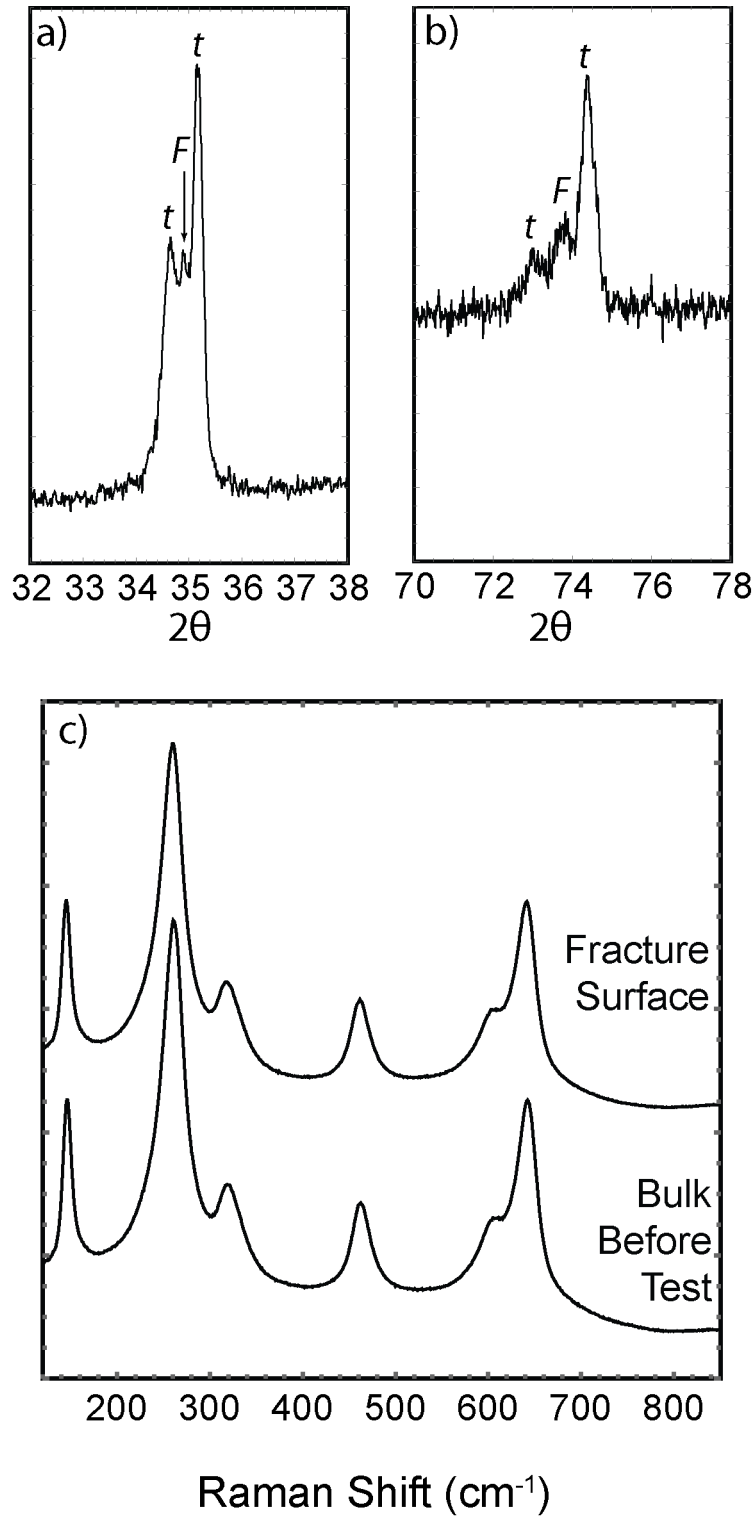 a)
t
F
t
32 33 34 35 36 37 38
2θ
b)
t
F
t
70 72 74 76 78
2θ
c)
Fracture
Surface
Bulk
Before
Test
200 300 400 500 600 700 800
Raman Shift (cm⁻¹)